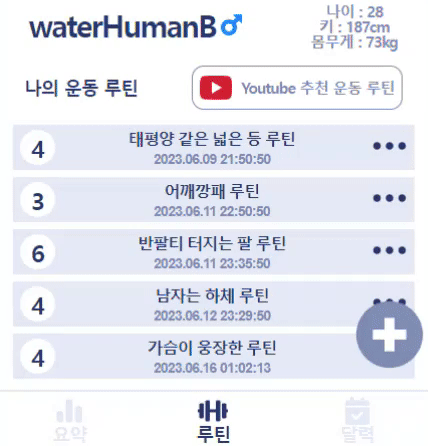 waterHumanB
나이 : 28
키 : 187cm
몸무게 : 73kg
나의 운동 루틴
Youtube 추천 운동 루틴
4
태평양 같은 넓은 등 루틴
2023.06.09 21:50:50
3
어깨깡패 루틴
2023.06.11 22:50:50
6
반팔티 터지는 팔 루틴
2023.06.11 23:35:50
4
남자는 하체 루틴
2023.06.12 23:29:50
4
가슴이 웅장한 루틴
2023.06.16 01:02:13
요약
루틴
달력